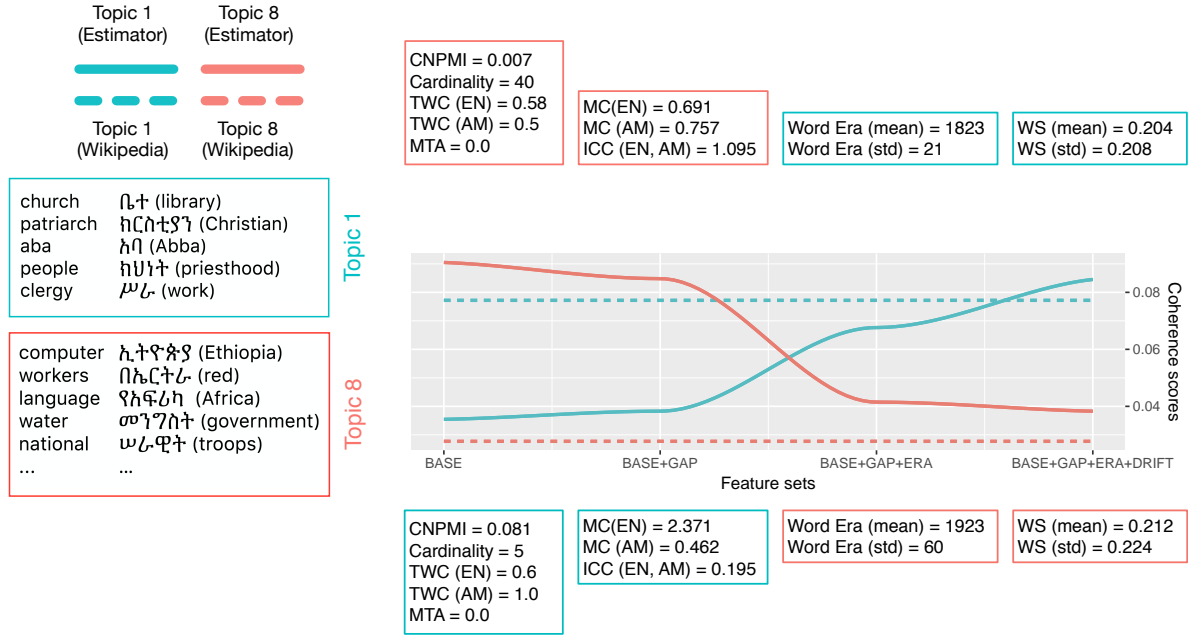 Topic 1
(Estimator)
Topic 8
(Estimator)
Topic 1
(Wikipedia)
Topic 8
(Wikipedia)
church ቤተ (library)
patriarch ክርስቲያን (Christian)
aba አባ (Abba)
people ክህነት (priesthood)
clergy ሥራ (work)
Topic 1
computer ኢትዮጵያ (Ethiopia)
workers በኤርትራ (red)
language የአፍሪካ (Africa)
water መንግስት (government)
national ሠራዊት (troops)
... ...
Topic 8
CNPMI = 0.007
Cardinality = 40
TWC (EN) = 0.58
TWC (AM) = 0.5
MTA = 0.0
MC(EN) = 0.691
MC (AM) = 0.757
ICC (EN, AM) = 1.095
Word Era (mean) = 1823
Word Era (std) = 21
WS (mean) = 0.204
WS (std) = 0.208
0.08
0.06
0.04
Coherence scores
BASE
BASE+GAP
BASE+GAP+ERA
BASE+GAP+ERA+DRIFT
Feature sets
CNPMI = 0.081
Cardinality = 5
TWC (EN) = 0.6
TWC (AM) = 1.0
MTA = 0.0
MC(EN) = 2.371
MC (AM) = 0.462
ICC (EN, AM) = 0.195
Word Era (mean) = 1923
Word Era (std) = 60
WS (mean) = 0.212
WS (std) = 0.224